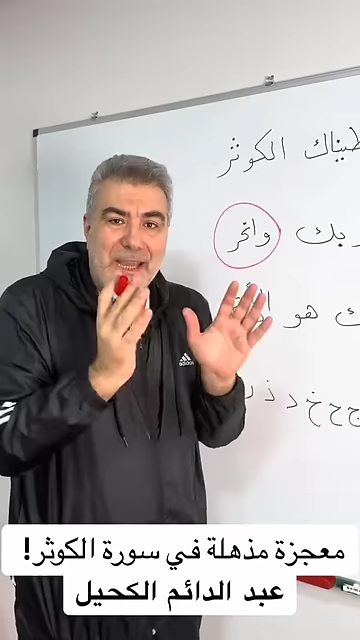 طيناك الكوثر
ربك وانحر
ك هو
ج ح خ د ذ ر
adidas
معجزة مذهلة في سورة الكوثر!
عبد الدائم الكحيل